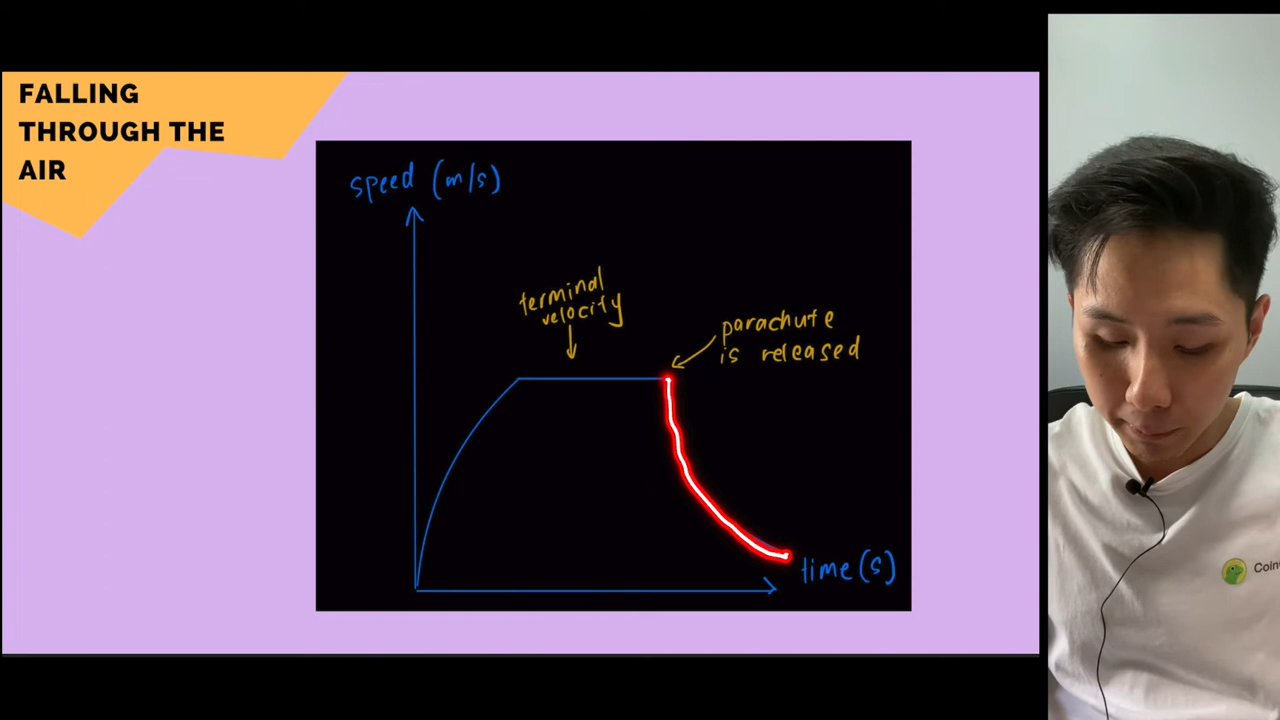 FALLING
THROUGH THE
AIR
speed (m/s)
terminal
velocity
parachute
is released
time (s)